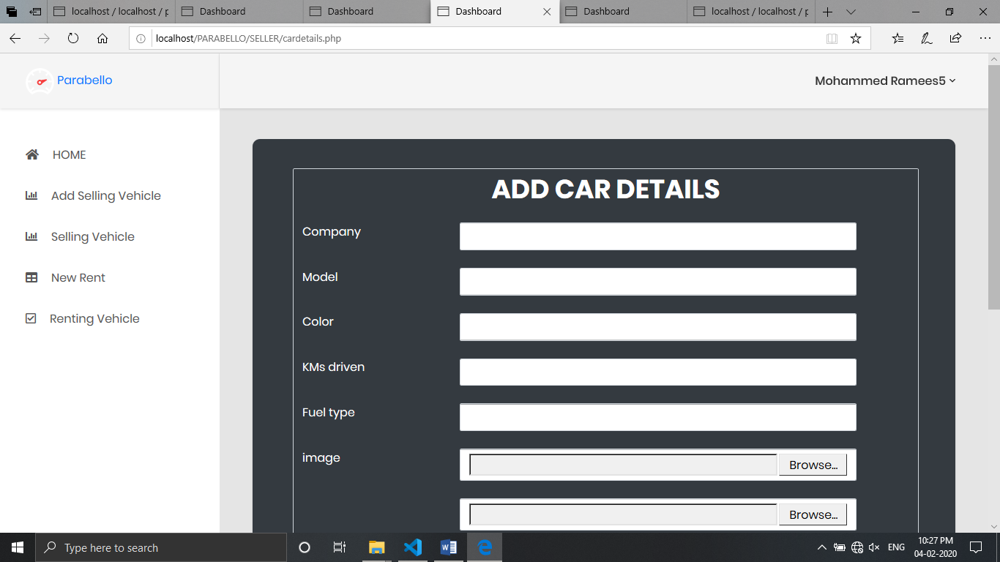 localhost / localhost / p
Dashboard
Dashboard
Dashboard
Dashboard
localhost / localhost / p
localhost/PARABELLO/SELLER/cardetails.php
Parabello
Mohammed Ramees5
HOME
Add Selling Vehicle
Selling Vehicle
New Rent
Renting Vehicle
ADD CAR DETAILS
Company
Model
Color
KMs driven
Fuel type
image
Browse...
Browse...
Type here to search
ENG
10:27 PM
04-02-2020